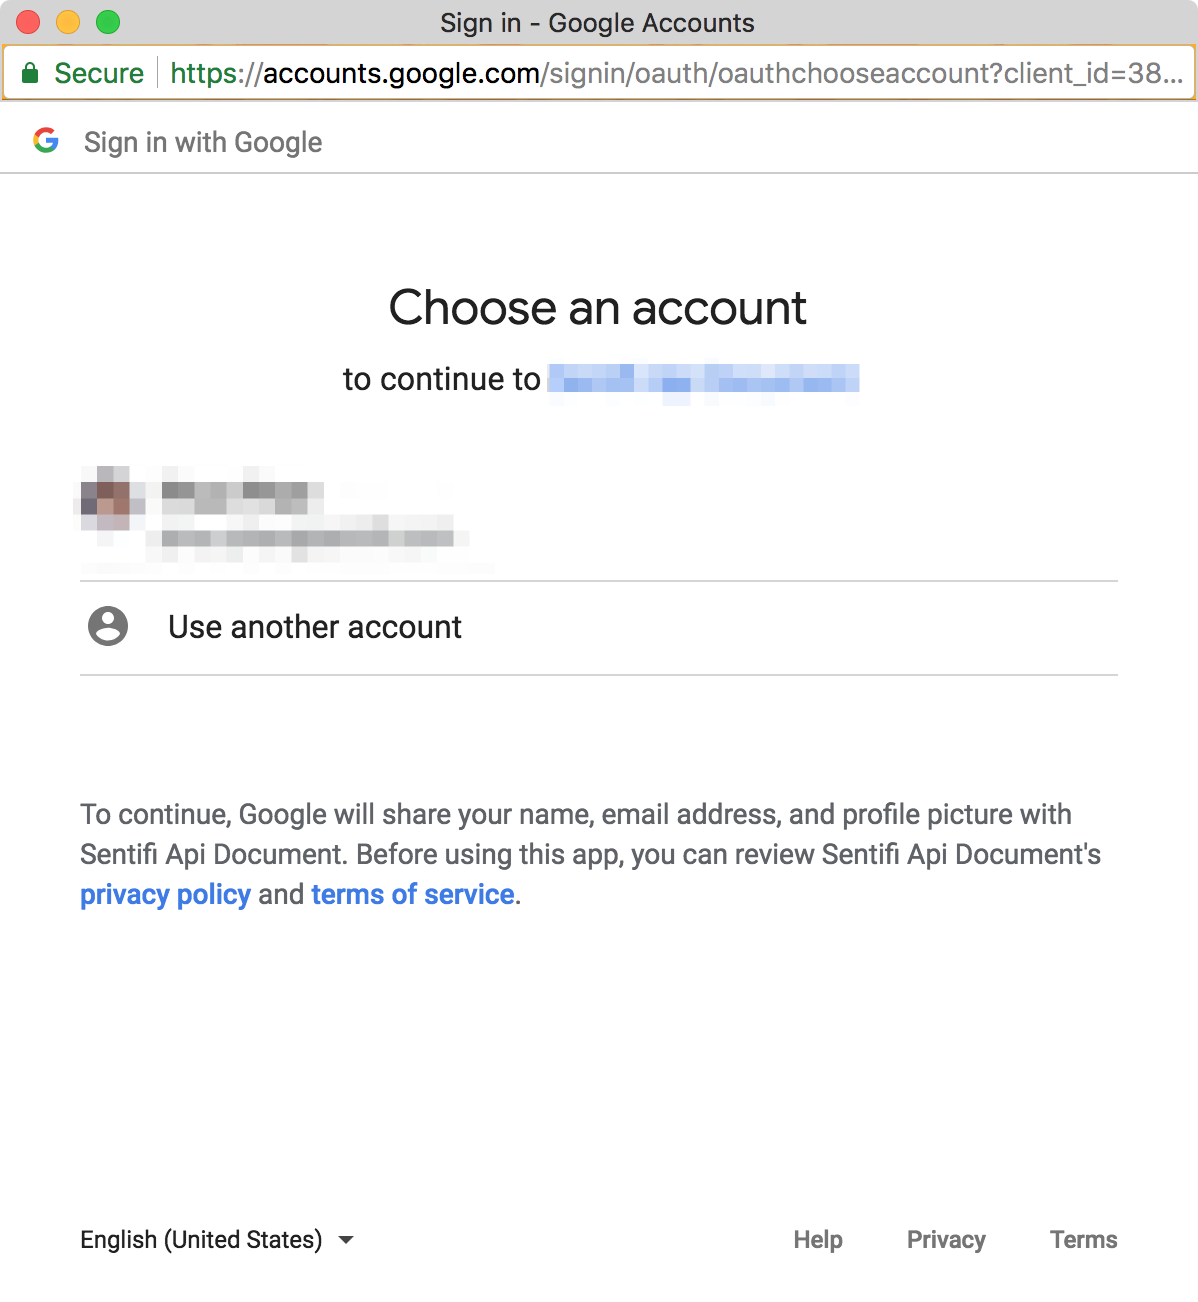 Sign in - Google Accounts
Secure https://accounts.google.com/signin/oauth/oauthchooseaccount?client_id=38...
Sign in with Google
Choose an account
to continue to
Use another account
To continue, Google will share your name, email address, and profile picture with
Sentifi Api Document. Before using this app, you can review Sentifi Api Document's
privacy policy and terms of service.
English (United States) Help Privacy Terms